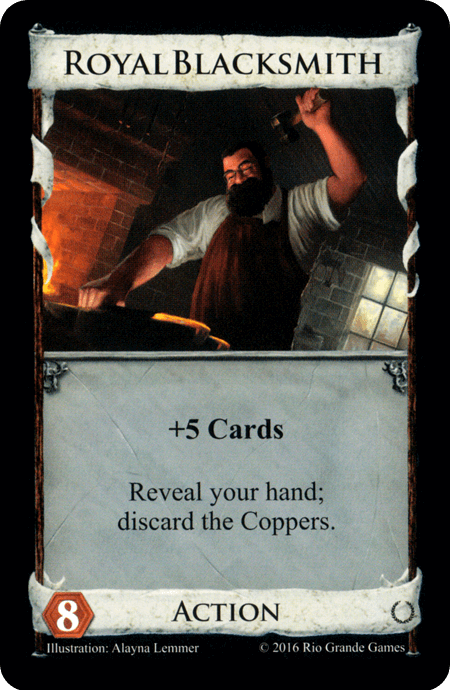 ROYAL BLACKSMITH
+5 Cards
Reveal your hand;
discard the Coppers.
8 ACTION
Illustration: Alayna Lemmer © 2016 Rio Grande Games